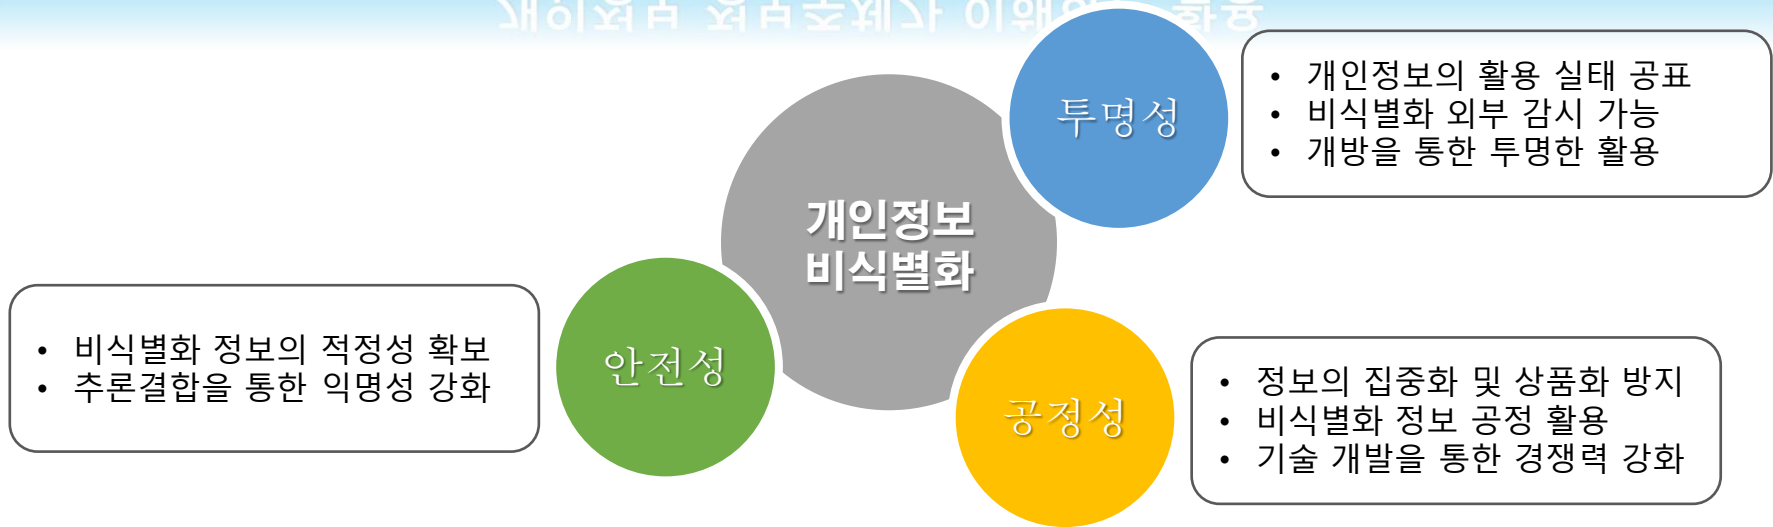 투명성
• 개인정보의 활용 실태 공표
• 비식별화 외부 감시 가능
• 개방을 통한 투명한 활용
개인정보
비식별화
안전성
• 비식별화 정보의 적정성 확보
• 추론결합을 통한 익명성 강화
공정성
• 정보의 집중화 및 상품화 방지
• 비식별화 정보 공정 활용
• 기술 개발을 통한 경쟁력 강화